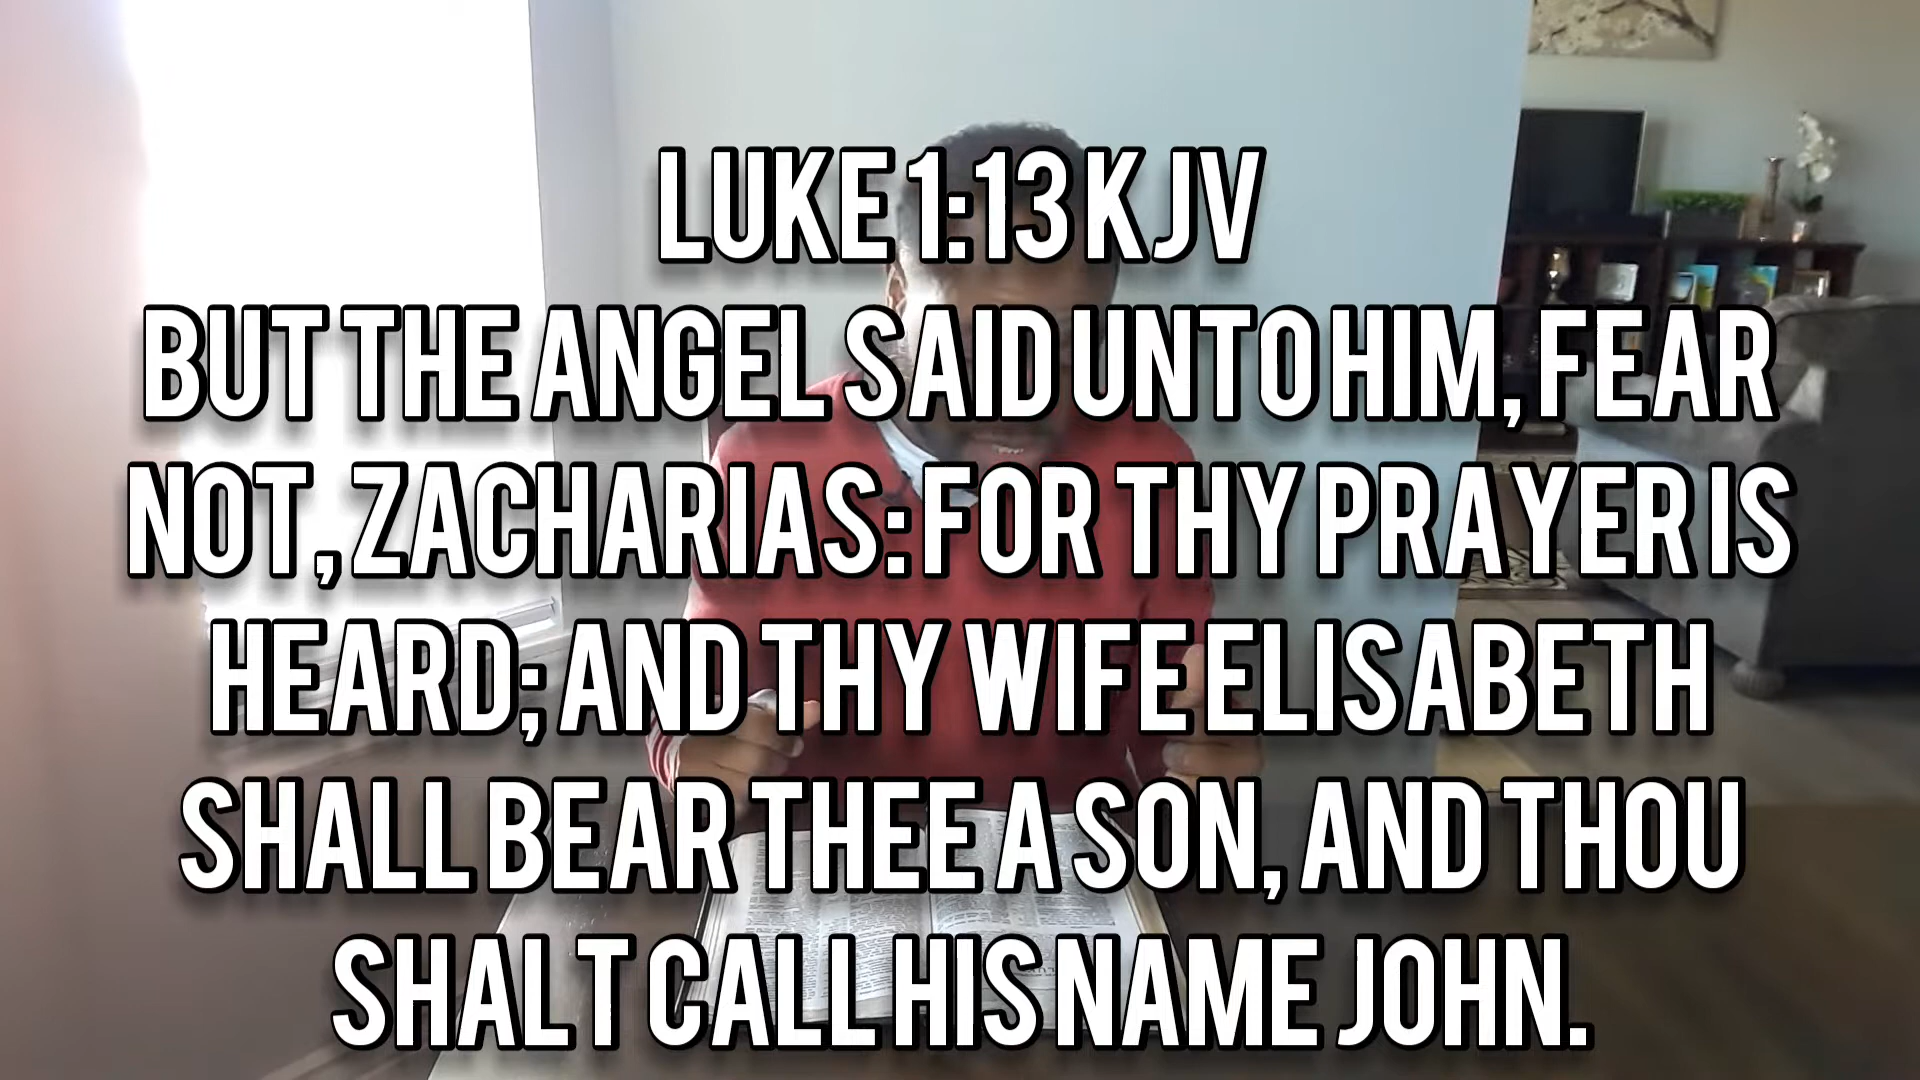 LUKE 1:13 KJV
BUT THE ANGEL SAID UNTO HIM, FEAR
NOT, ZACHARIAS: FOR THY PRAYER IS
HEARD; AND THY WIFE ELISABETH
SHALL BEAR THEE A SON, AND THOU
SHALT CALL HIS NAME JOHN.